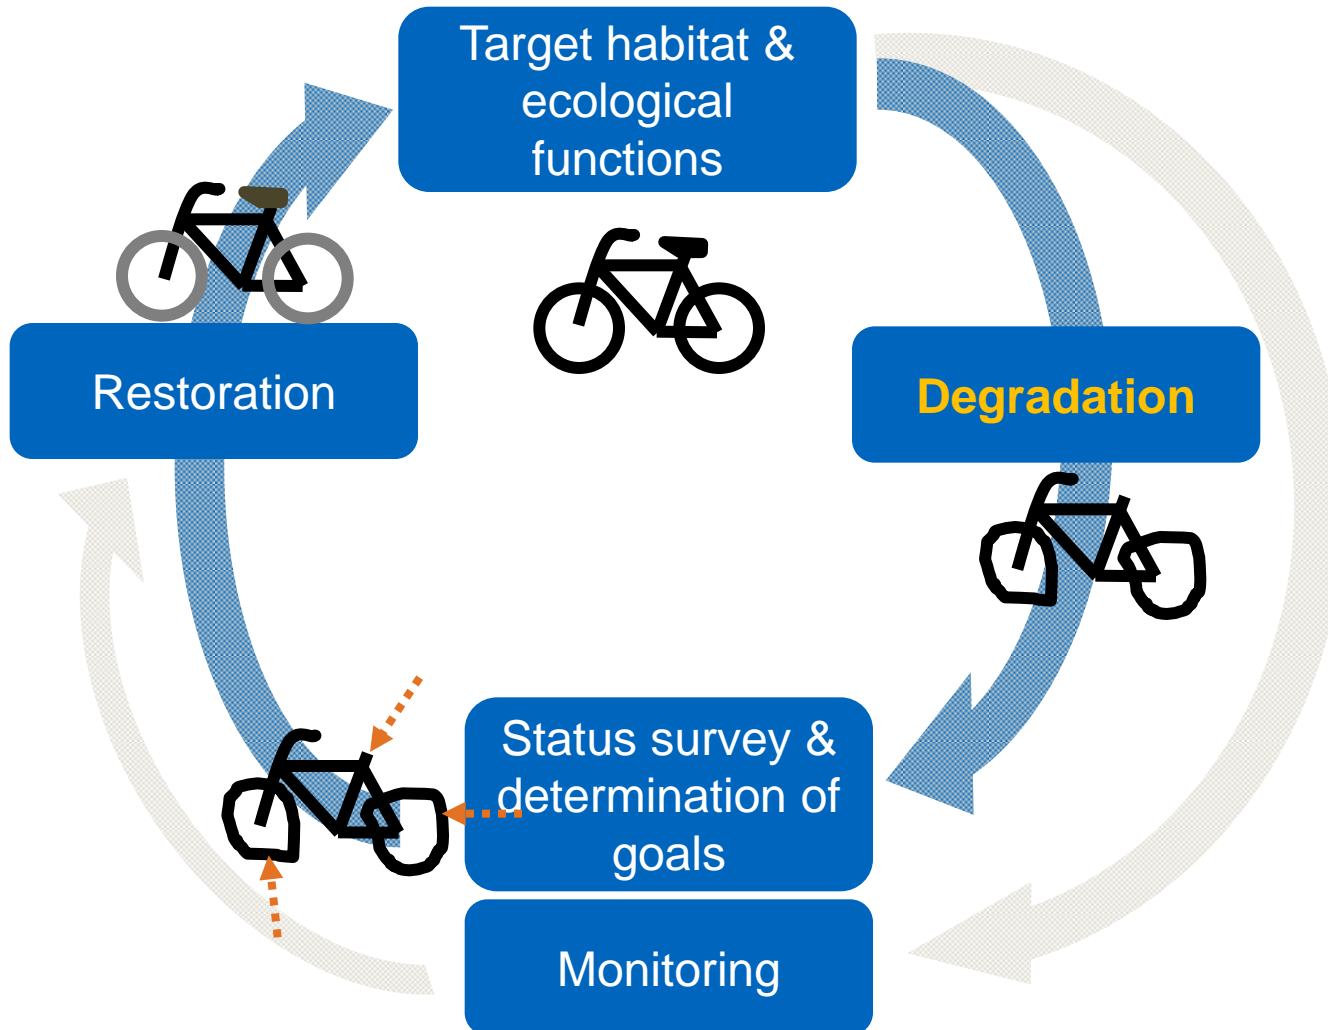 Target habitat &
ecological
functions
Restoration
Degradation
Status survey &
determination of
goals
Monitoring